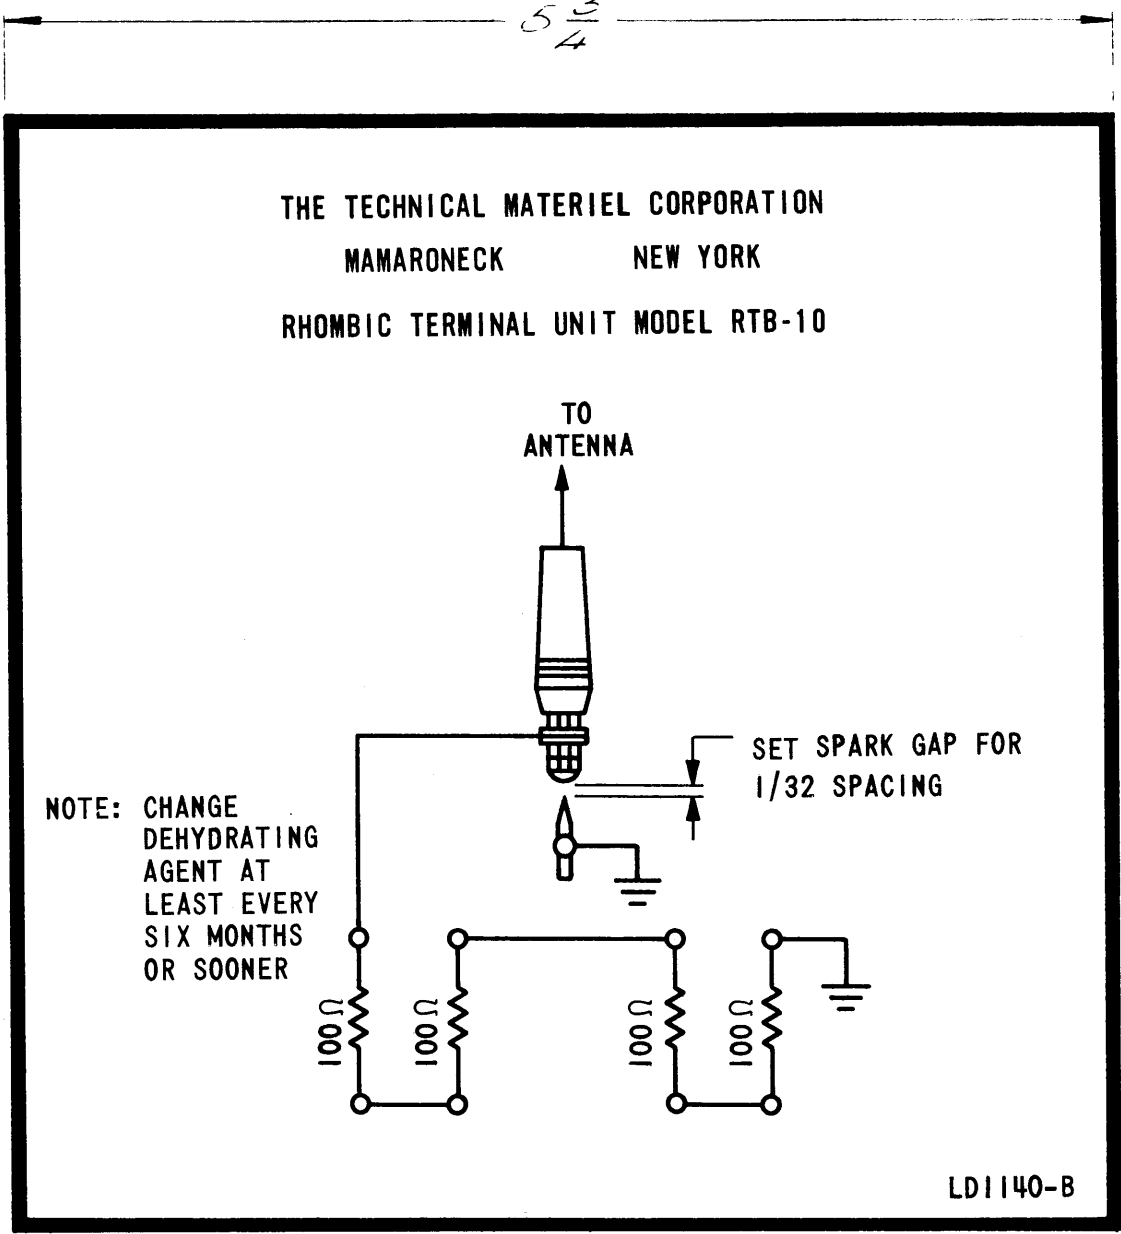 5 3/4
THE TECHNICAL MATERIEL CORPORATION
MAMARONECK NEW YORK
RHOMBIC TERMINAL UNIT MODEL RTB-10
TO
ANTENNA
SET SPARK GAP FOR
1/32 SPACING
NOTE: CHANGE
DEHYDRATING
AGENT AT
LEAST EVERY
SIX MONTHS
OR SOONER
100Ω
100Ω
100Ω
100Ω
LD1140-B